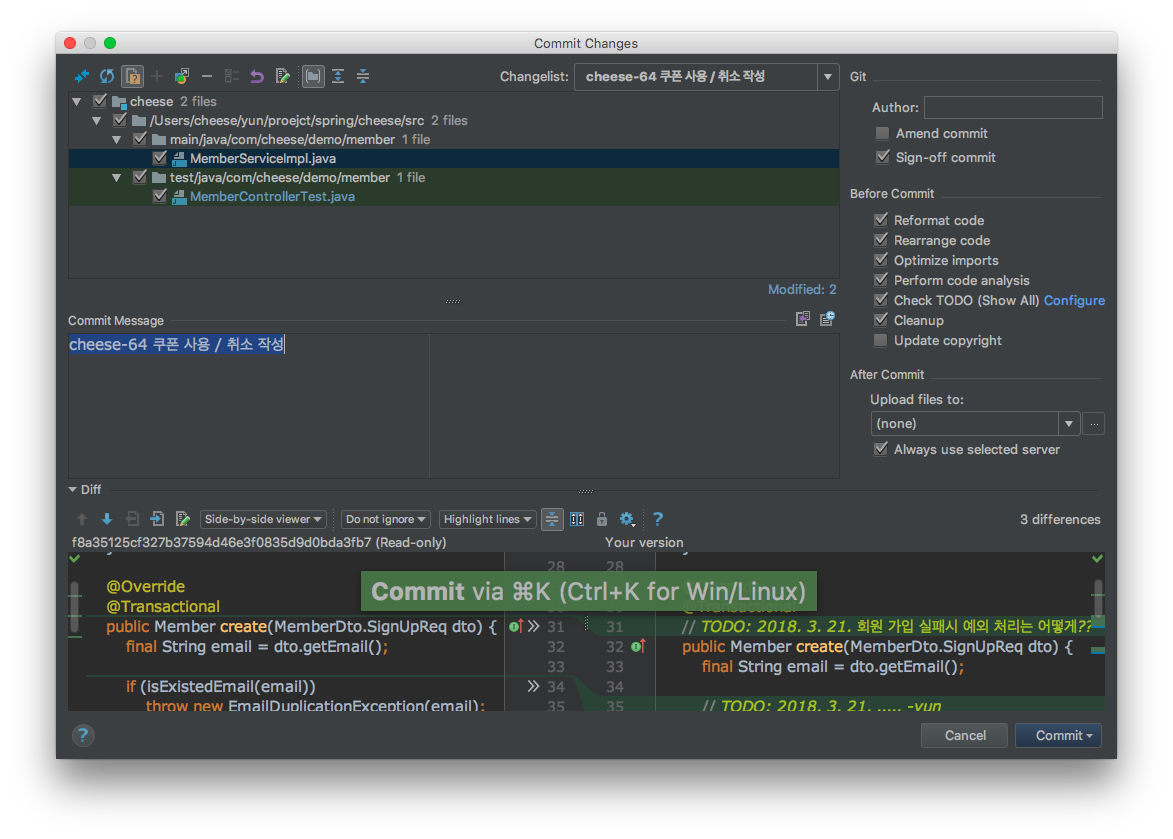 Commit Changes
Changelist: cheese-64 쿠폰 사용 / 취소 작성
cheese 2 files
/Users/cheese/yun/proejct/spring/cheese/src 2 files
main/java/com/cheese/demo/member 1 file
MemberServiceImpl.java
test/java/com/cheese/demo/member 1 file
MemberControllerTest.java
Modified: 2
Git
Author:
Amend commit
Sign-off commit
Before Commit
Reformat code
Rearrange code
Optimize imports
Perform code analysis
Check TODO (Show All) Configure
Cleanup
Update copyright
After Commit
Upload files to:
(none)
...
Always use selected server
Commit Message
cheese-64 쿠폰 사용 / 취소 작성
Diff
Side-by-side viewer Do not ignore Highlight lines ? 3 differences
f8a35125cf327b37594d46e3f0835d9d0bda3fb7 (Read-only) Your version
28 28
@Override
Commit via ⌘K (Ctrl+K for Win/Linux)
@Transactional @Transactional
public Member create(MemberDto.SignUpReq dto) { 31 31 // TODO: 2018. 3. 21. 회원 가입 실패시 예외 처리는 어떻게??
final String email = dto.getEmail(); 32 32 public Member create(MemberDto.SignUpReq dto) {
33 33 final String email = dto.getEmail();
if (isExistedEmail(email)) 34 34
throw new EmailDuplicationException(email); 35 35 // TODO: 2018. 3. 21. ..... -yun
? Cancel Commit